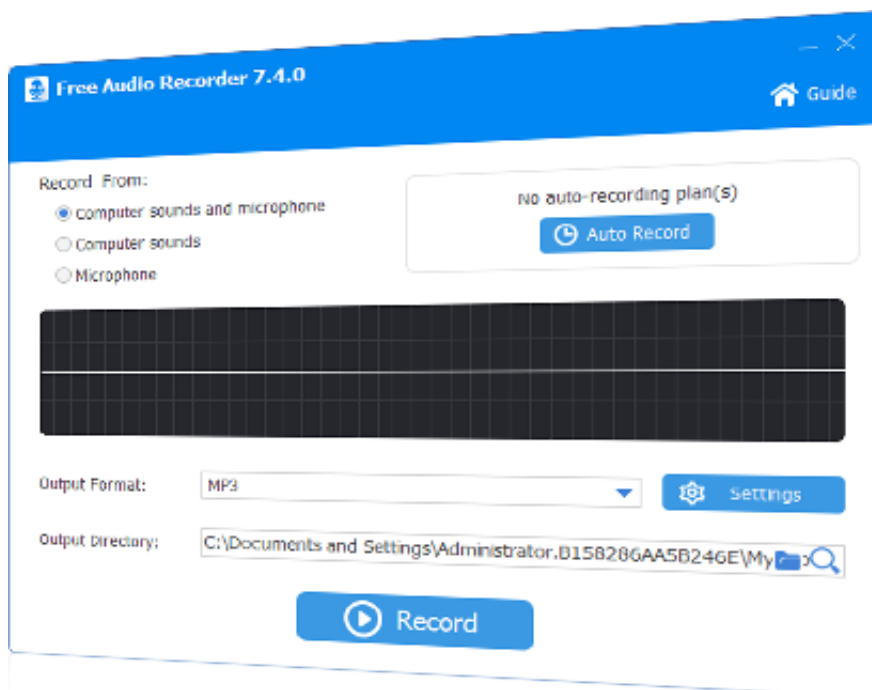 Free Audio Recorder 7.4.0
Guide
Record From:
Computer sounds and microphone
Computer sounds
Microphone
No auto-recording plan(s)
Auto Record
Output Format:
MP3
Settings
Output Directory:
C:\Documents and Settings\Administrator.B158286AA5B246E\My
Record